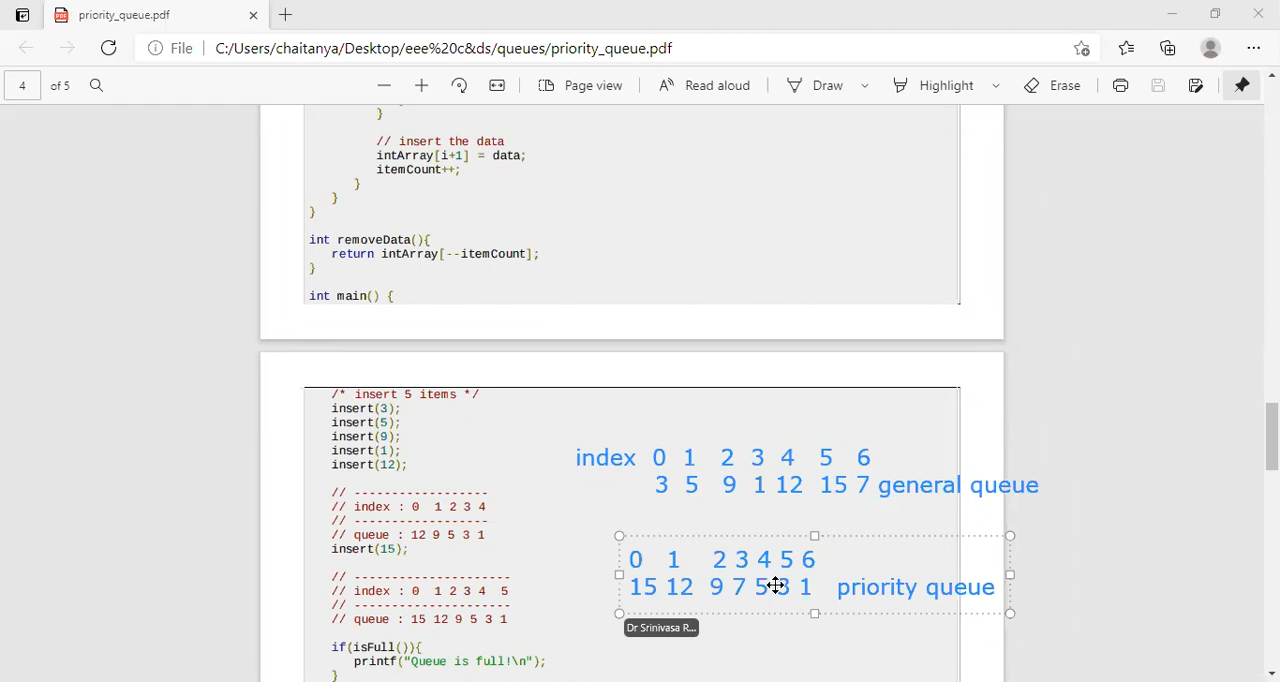 priority_queue.pdf
File C:/Users/chaitanya/Desktop/eee%20c&ds/queues/priority_queue.pdf
4 of 5 Page view Read aloud Draw Highlight Erase
}
// insert the data
intArray[i+1] = data;
itemCount++;
}
}
}
int removeData(){
return intArray[--itemCount];
}
int main() {
/* insert 5 items */
insert(3);
insert(5);
insert(9);
insert(1);
insert(12);
// ------------------
// index : 0 1 2 3 4
// ------------------
// queue : 12 9 5 3 1
insert(15);
// ---------------------
// index : 0 1 2 3 4 5
// ---------------------
// queue : 15 12 9 5 3 1
if(isFull()){
printf("Queue is full!\n");
}
index 0 1 2 3 4 5 6
3 5 9 1 12 15 7 general queue
0 1 2 3 4 5 6
15 12 9 7 5 3 1 priority queue
Dr Srinivasa R...